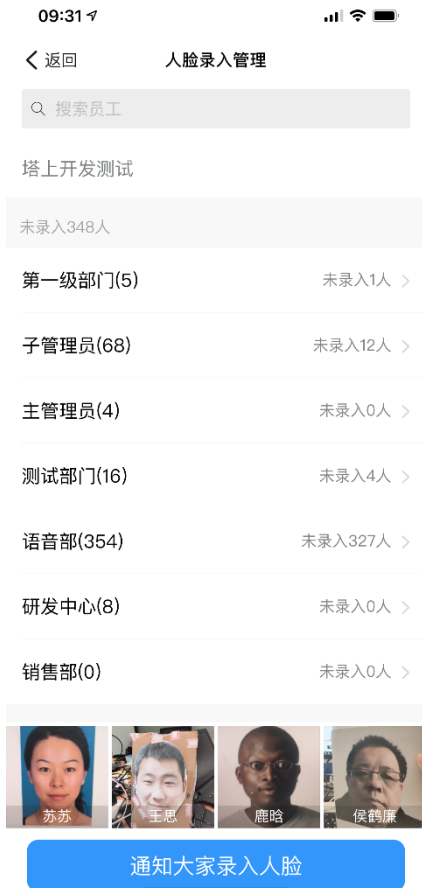 09:31
返回
人脸录入管理
搜索员工
塔上开发测试
未录入348人
第一级部门(5)
未录入1人
子管理员(68)
未录入12人
主管理员(4)
未录入0人
测试部门(16)
未录入4人
语音部(354)
未录入327人
研发中心(8)
未录入0人
销售部(0)
未录入0人
苏苏
王思
鹿晗
侯鹤廉
通知大家录入人脸